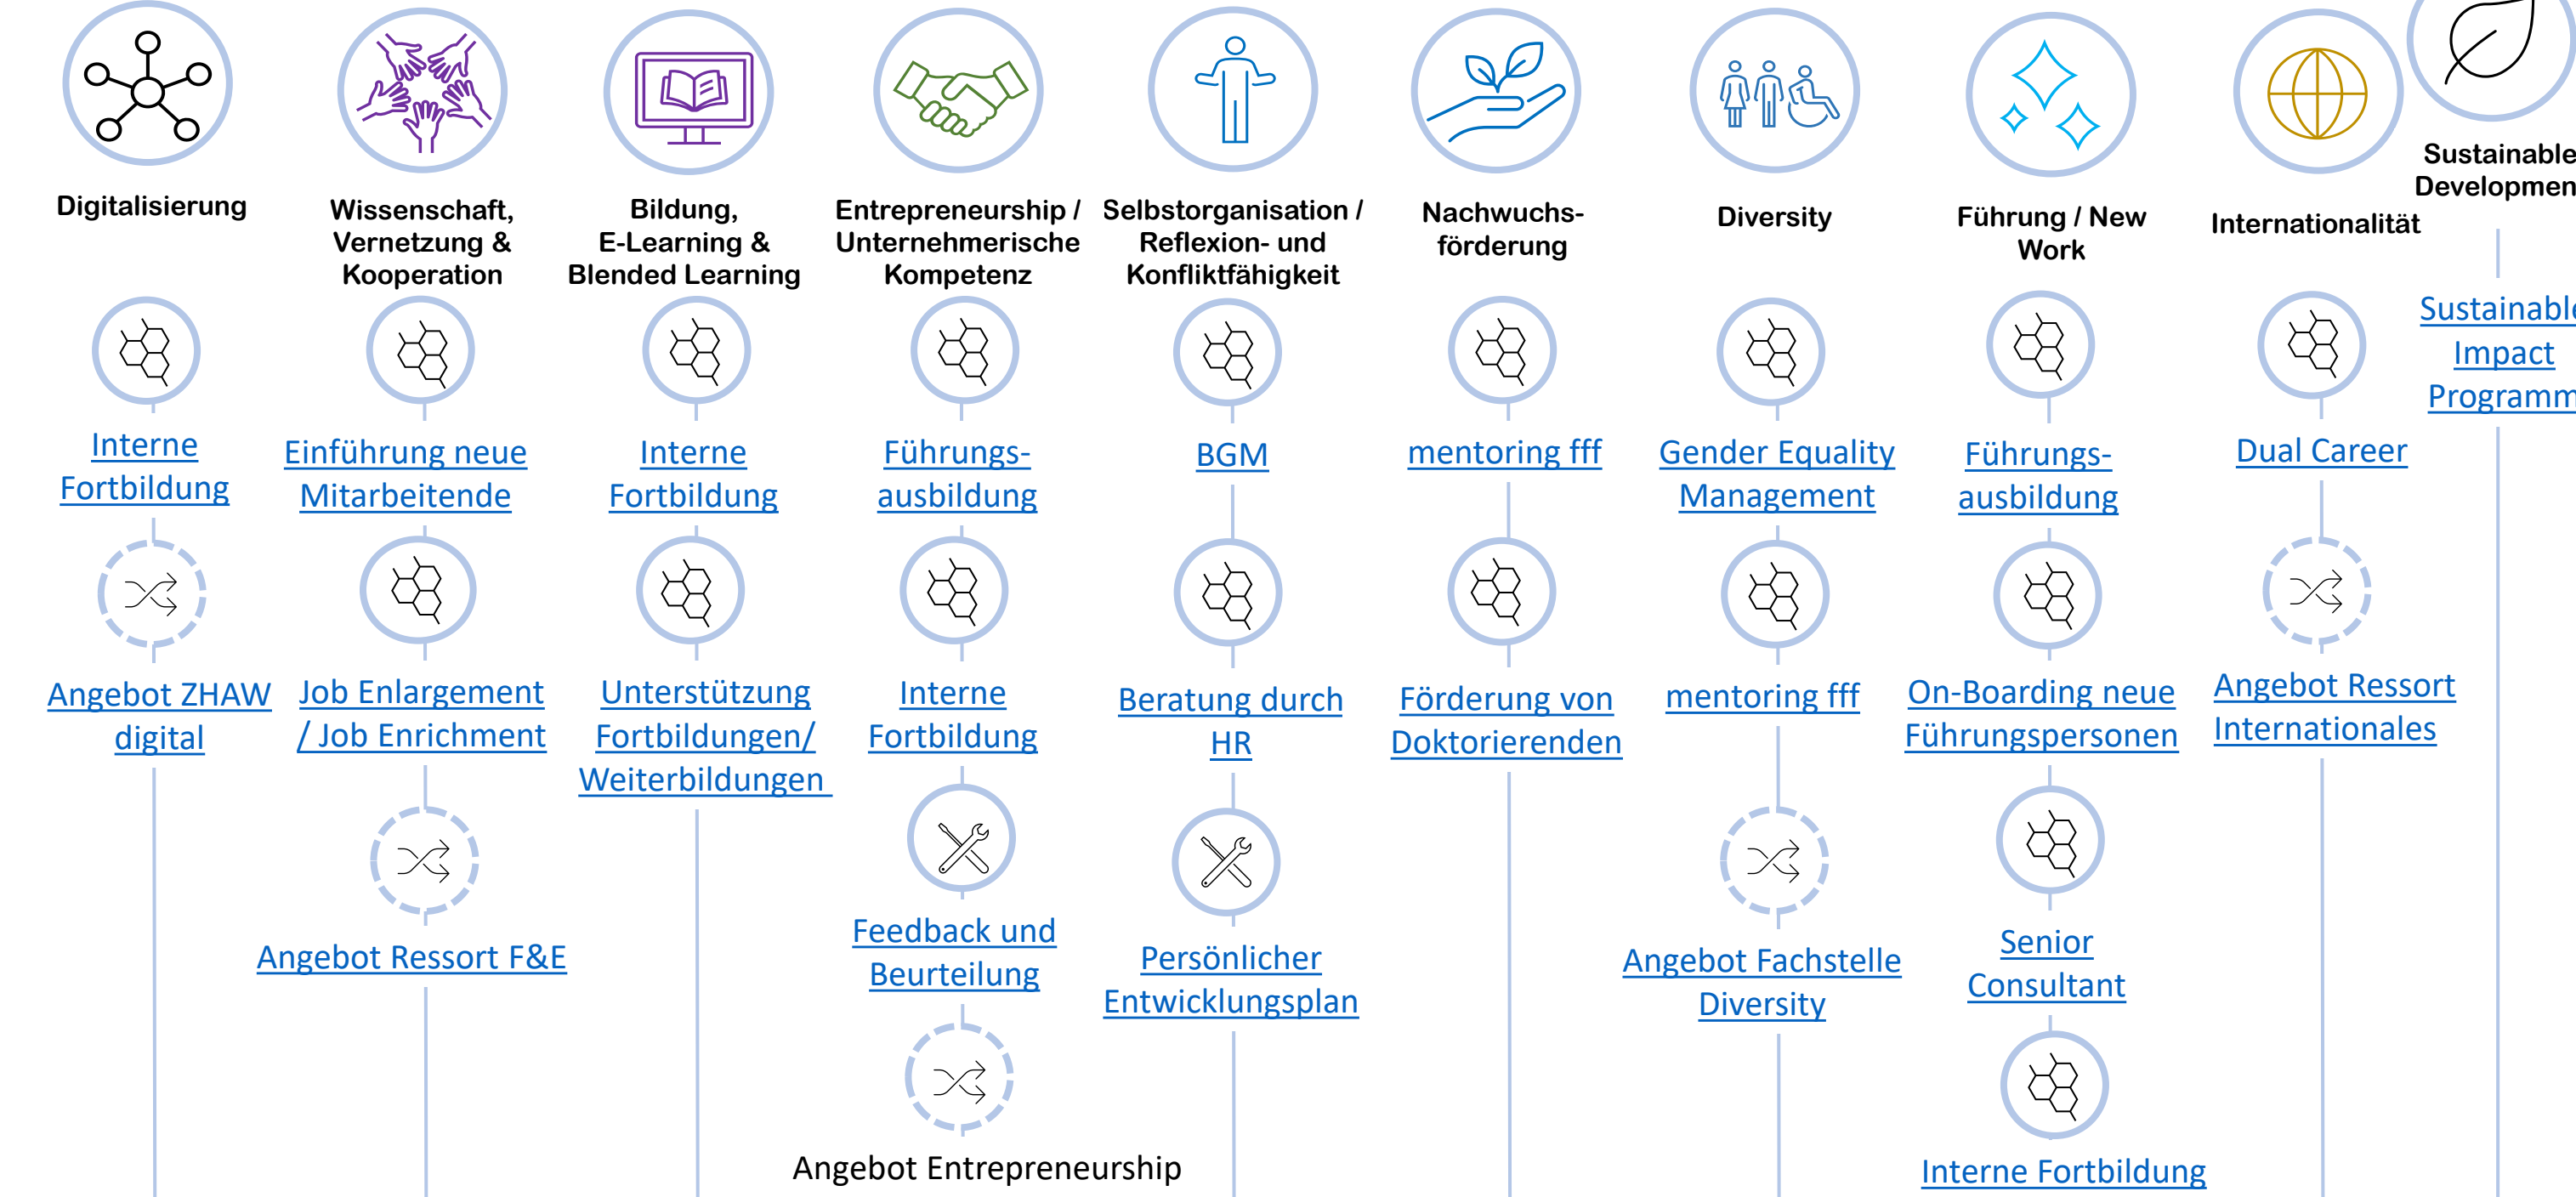 Digitalisierung
Interne
Fortbildung
Angebot ZHAW
digital
Wissenschaft,
Vernetzung &
Kooperation
Einführung neue
Mitarbeitende
Job Enlargement
/ Job Enrichment
Angebot Ressort F&E
Bildung,
E-Learning &
Blended Learning
Interne
Fortbildung
Unterstützung
Fortbildungen/
Weiterbildungen
Entrepreneurship /
Unternehmerische
Kompetenz
Führungs-
ausbildung
Interne
Fortbildung
Feedback und
Beurteilung
Angebot Entrepreneurship
Selbstorganisation /
Reflexion- und
Konfliktfähigkeit
BGM
Beratung durch
HR
Persönlicher
Entwicklungsplan
Nachwuchs-
förderung
mentoring fff
Förderung von
Doktorierenden
Diversity
Gender Equality
Management
mentoring fff
Angebot Fachstelle
Diversity
Führung / New
Work
Führungs-
ausbildung
On-Boarding neue
Führungspersonen
Senior
Consultant
Interne Fortbildung
Internationalität
Dual Career
Angebot Ressort
Internationales
Sustainable
Developmen
Sustainable
Impact
Programm